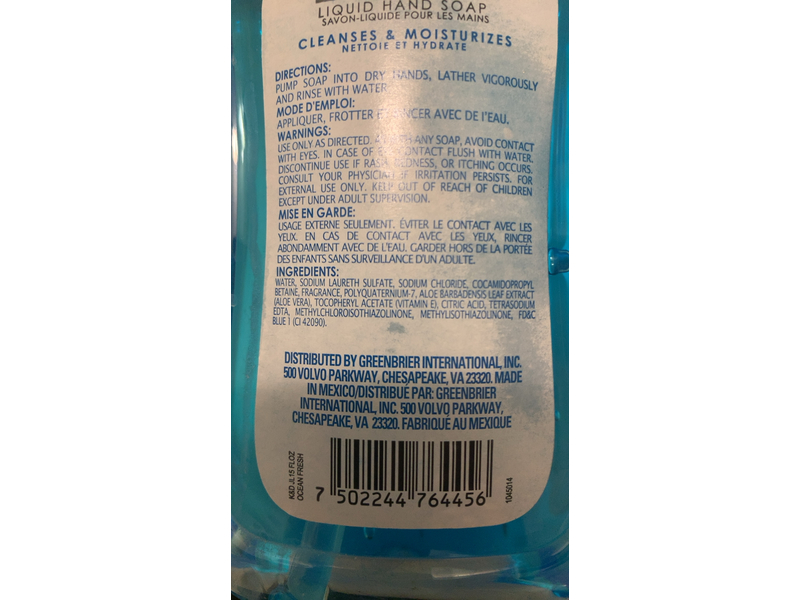 LIQUID HAND SOAP
SAVON-LIQUIDE POUR LES MAINS
CLEANSES & MOISTURIZES
NETTOIE ET HYDRATE
DIRECTIONS:
PUMP SOAP INTO DRY HANDS, LATHER VIGOROUSLY
AND RINSE WITH WATER
MODE D'EMPLOI:
APPLIQUER, FROTTER AVEC DE l'EAU.
WARNINGS:
USE ONLY AS DIRECTED. ANY SOAP, AVOID CONTACT
WITH EYES. IN CASE OF CONTACT FLUSH WITH WATER.
DISCONTINUE USE IF RASH, REDNESS, OR ITCHING OCCURS.
CONSULT YOUR PHYSICIAN IF IRRITATION PERSISTS. FOR
EXTERNAL USE ONLY. KEEP OUT OF REACH OF CHILDREN
EXCEPT UNDER ADULT SUPERVISION.
MISE EN GARDE:
USAGE EXTERNE SEULEMENT. ÉVITER LE CONTACT AVEC LES
YEUX. EN CAS DE CONTACT AVEC LES YEUX, RINCER
ABONDAMMENT AVEC DE L'EAU. GARDER HORS DE LA PORTÉE
DES ENFANTS SANS SURVEILLANCE D'UN ADULTE.
INGREDIENTS:
WATER, SODIUM LAURETH SULFATE, SODIUM CHLORIDE, COCAMIDOPROPYL
BETAINE, FRAGRANCE, POLYQUATERNIUM-7, ALOE BARBADENSIS LEAF EXTRACT
(ALOE VERA), TOCOPHERYL ACETATE (VITAMIN E), CITRIC ACID, TETRASODIUM
EDTA, METHYLCHLOROISOTHIAZOLINONE, METHYLISOTHIAZOLINONE, FD&C
BLUE 1 (CI 42090).
DISTRIBUTED BY GREENBRIER INTERNATIONAL, INC.
500 VOLVO PARKWAY, CHESAPEAKE, VA 23320. MADE
IN MEXICO/DISTRIBUÉ PAR: GREENBRIER
INTERNATIONAL, INC. 500 VOLVO PARKWAY,
CHESAPEAKE, VA 23320. FABRIQUÉ AU MEXIQUE
K&D JL15 FLOZ
OCEAN FRESH
7 502244 764456
1045014